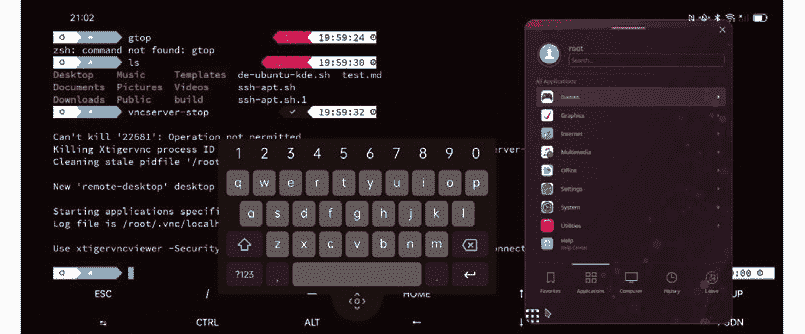 21:02
gtop 19:59:24
zsh: command not found: gtop
ls 19:59:30
Desktop Music Templates de-ubuntu-kde.sh test.md
Documents Pictures Videos ssh-apt.sh
Downloads Public build ssh-apt.sh.1
vncserver-stop 19:59:32
Can't kill '22681': Operation not permitted
Killing Xtigervnc process ID
Cleaning stale pidfile '/root
New 'remote-desktop' desktop
Starting applications specifi
Log file is /root/.vnc/localh
Use xtigervncviewer -Security
ESC / — HOME ↑ UP
CTRL ALT ← PGDN
1 2 3 4 5 6 7 8 9 0
q w e r t y u i o p
a s d f g h j k l
z x c v b n m
?123 , .
root
Search...
All Applications
Games
Graphics
Internet
Multimedia
Office
Settings
System
Utilities
Help
Help Center
Favorites Applications Computer History Leave